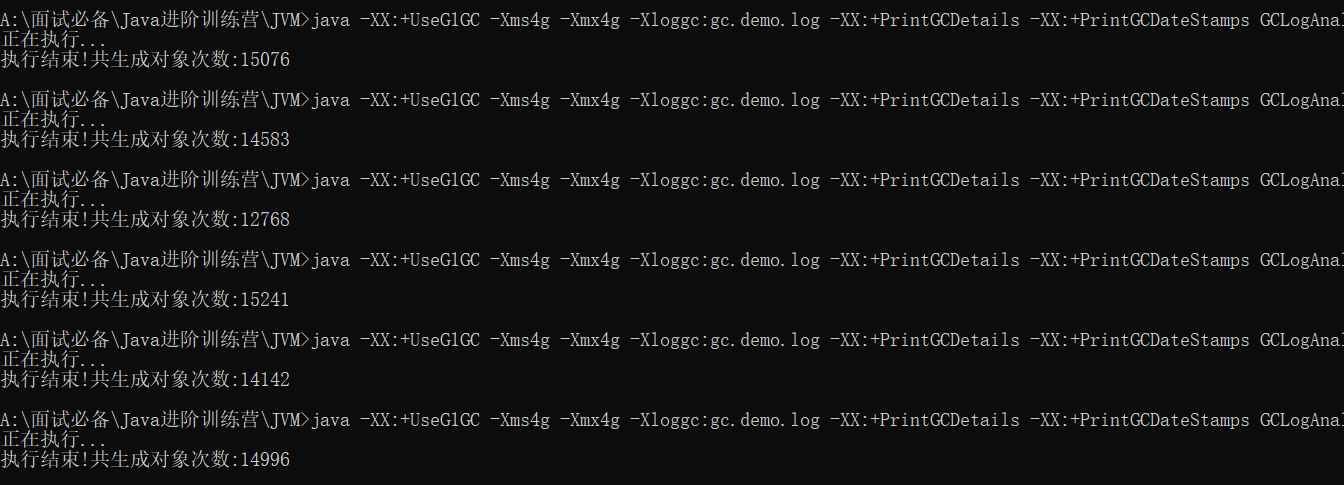 A:\面试必备\Java进阶训练营\JVM>java -XX:+UseG1GC -Xms4g -Xmx4g -Xloggc:gc.demo.log -XX:+PrintGCDetails -XX:+PrintGCDateStamps GCLogAnal
正在执行...
执行结束!共生成对象次数:15076
A:\面试必备\Java进阶训练营\JVM>java -XX:+UseG1GC -Xms4g -Xmx4g -Xloggc:gc.demo.log -XX:+PrintGCDetails -XX:+PrintGCDateStamps GCLogAnal
正在执行...
执行结束!共生成对象次数:14583
A:\面试必备\Java进阶训练营\JVM>java -XX:+UseG1GC -Xms4g -Xmx4g -Xloggc:gc.demo.log -XX:+PrintGCDetails -XX:+PrintGCDateStamps GCLogAnal
正在执行...
执行结束!共生成对象次数:12768
A:\面试必备\Java进阶训练营\JVM>java -XX:+UseG1GC -Xms4g -Xmx4g -Xloggc:gc.demo.log -XX:+PrintGCDetails -XX:+PrintGCDateStamps GCLogAnal
正在执行...
执行结束!共生成对象次数:15241
A:\面试必备\Java进阶训练营\JVM>java -XX:+UseG1GC -Xms4g -Xmx4g -Xloggc:gc.demo.log -XX:+PrintGCDetails -XX:+PrintGCDateStamps GCLogAnal
正在执行...
执行结束!共生成对象次数:14142
A:\面试必备\Java进阶训练营\JVM>java -XX:+UseG1GC -Xms4g -Xmx4g -Xloggc:gc.demo.log -XX:+PrintGCDetails -XX:+PrintGCDateStamps GCLogAnal
正在执行...
执行结束!共生成对象次数:14996